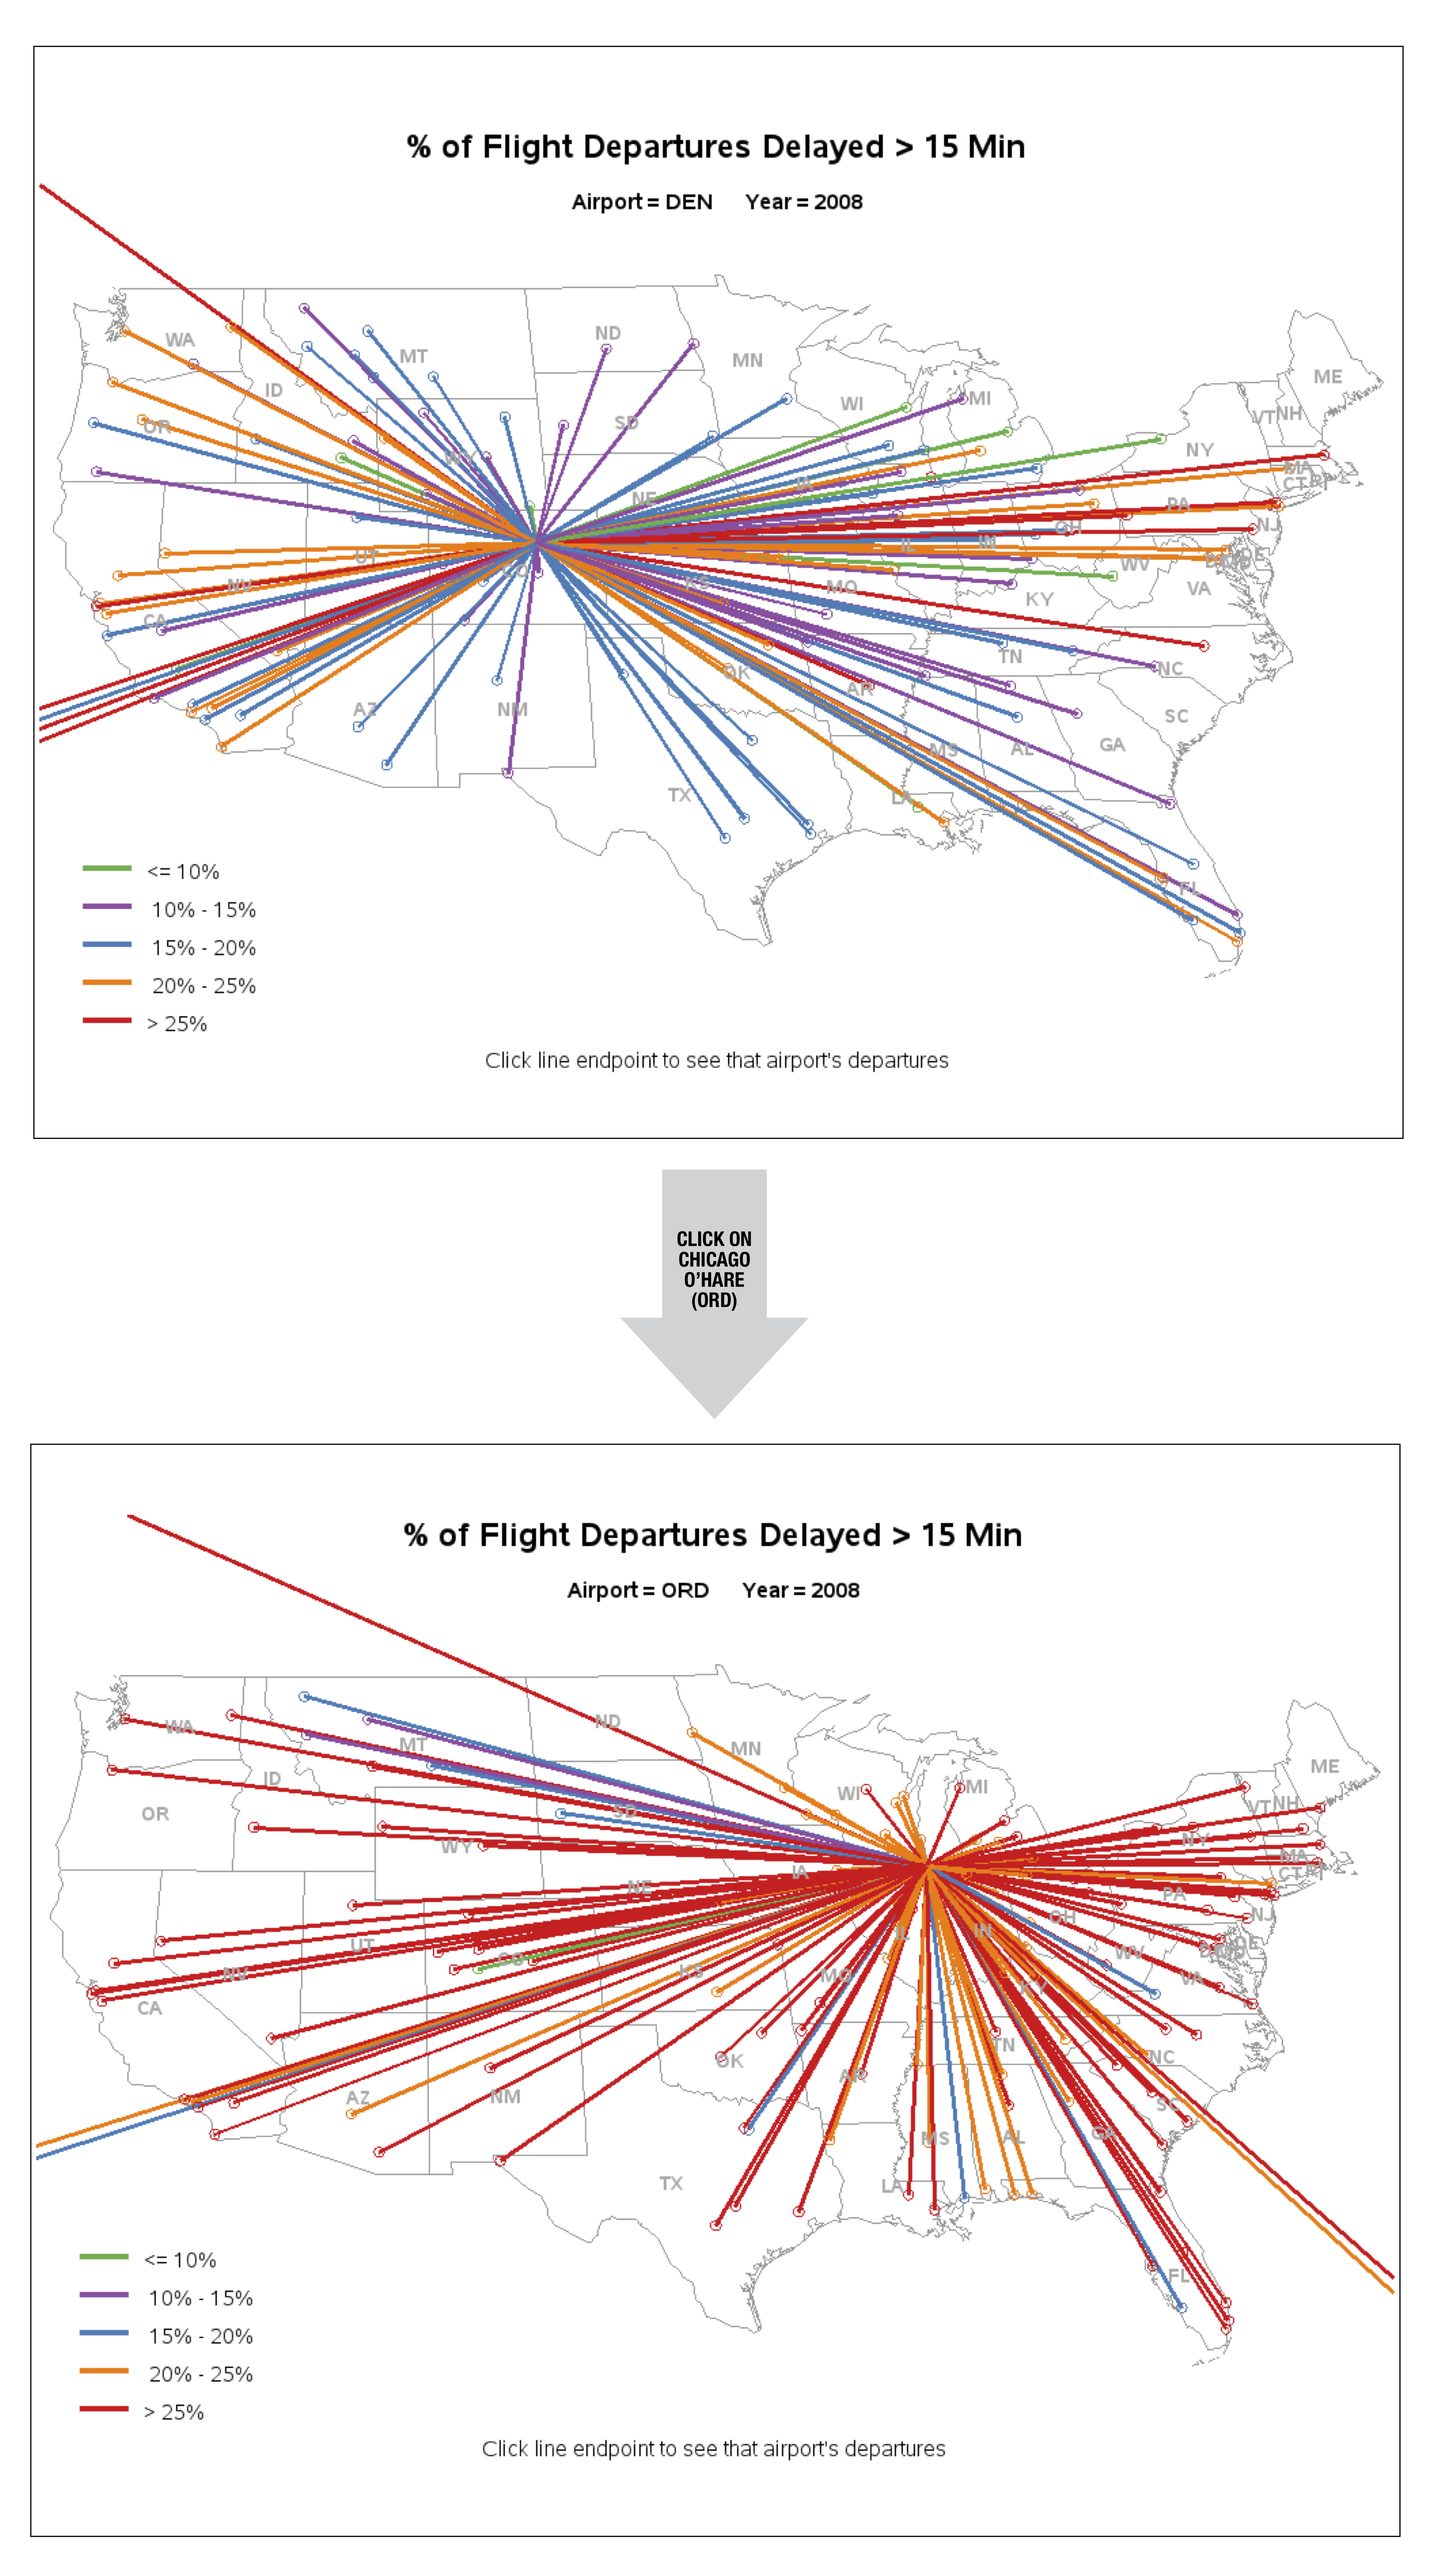 % of Flight Departures Delayed > 15 Min
Airport = DEN Year = 2008
WA
MT
ND
MN
ME
ID
OR
WY
SD
WI
MI
VT NH
NY
MA
CT RI
NE
IA
PA
NJ
UT
CO
IL
IN
OH
NV
KS
MO
WV
DE
VA
CA
KY
TN
NC
OK
AR
AZ
NM
SC
MS
AL
GA
TX
LA
FL
<= 10%
10% - 15%
15% - 20%
20% - 25%
> 25%
Click line endpoint to see that airport's departures
CLICK ON
CHICAGO
O'HARE
(ORD)
% of Flight Departures Delayed > 15 Min
Airport = ORD Year = 2008
WA
MT
ND
MN
ME
ID
OR
SD
WI
MI
VT NH
WY
NY
IA
MA
CT RI
NE
PA
NJ
UT
CO
IL
IN
OH
DE
NV
KS
MO
WV
VA
CA
KY
TN
NC
OK
AR
AZ
NM
SC
MS
AL
GA
TX
LA
FL
<= 10%
10% - 15%
15% - 20%
20% - 25%
> 25%
Click line endpoint to see that airport's departures